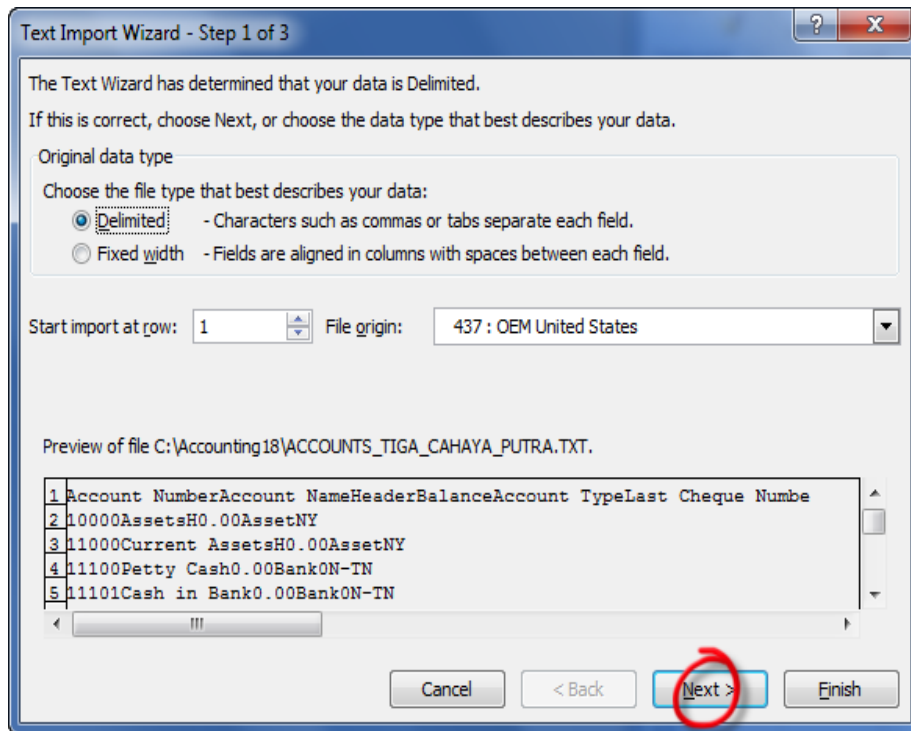 Text Import Wizard - Step 1 of 3
The Text Wizard has determined that your data is Delimited.
If this is correct, choose Next, or choose the data type that best describes your data.
Original data type
Choose the file type that best describes your data:
Delimited - Characters such as commas or tabs separate each field.
Fixed width - Fields are aligned in columns with spaces between each field.
Start import at row: 1 File origin: 437 : OEM United States
Preview of file C:\Accounting18\ACCOUNTS_TIGA_CAHAYA_PUTRA.TXT.
1 Account NumberAccount NameHeaderBalanceAccount TypeLast Cheque Numbe
2 10000AssetsH0.00AssetNY
3 11000Current AssetsH0.00AssetNY
4 11100Petty Cash0.00Bank0N-TN
5 11101Cash in Bank0.00Bank0N-TN
Cancel < Back Next > Finish